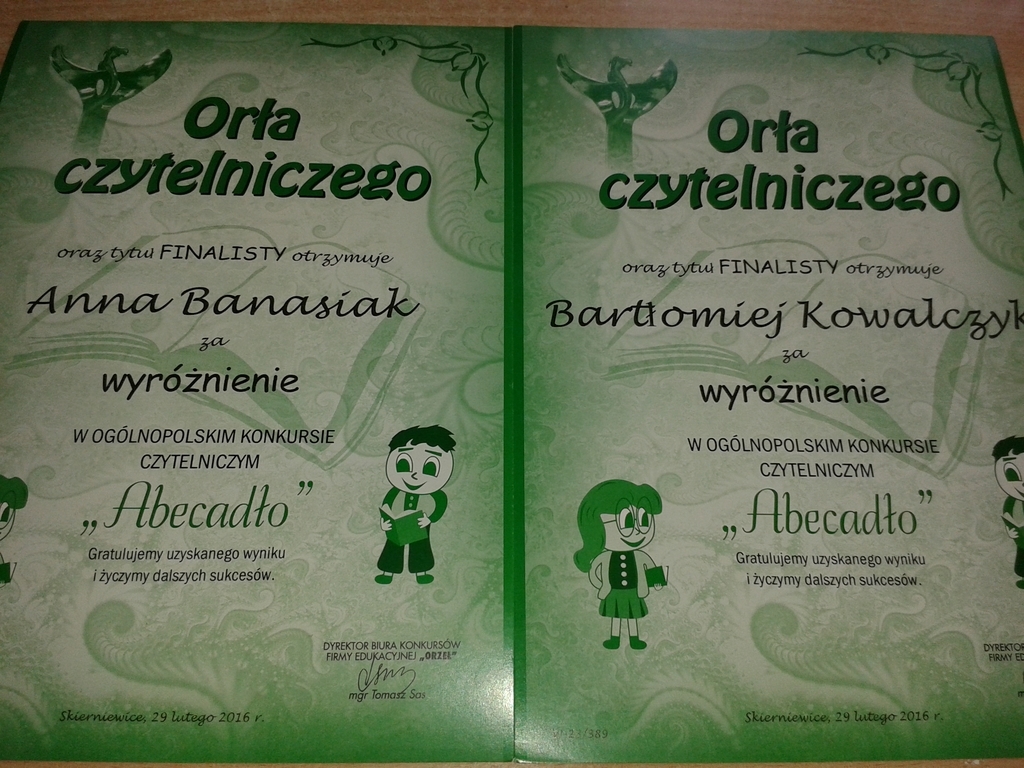 Orła
czytelniczego
oraz tytuł FINALISTY otrzymuje
Anna Banasiak
za
wyróżnienie
W OGÓLNOPOLSKIM KONKURSIE
CZYTELNICZYM
„Abecadło”
Gratulujemy uzyskanego wyniku
i życzymy dalszych sukcesów.
DYREKTOR BIURA KONKURSÓW
FIRMY EDUKACYJNEJ „ORZEŁ”
mgr Tomasz Sas
Skierniewice, 29 lutego 2016 r.
Orła
czytelniczego
oraz tytuł FINALISTY otrzymuje
Bartłomiej Kowalczyk
za
wyróżnienie
W OGÓLNOPOLSKIM KONKURSIE
CZYTELNICZYM
„Abecadło”
Gratulujemy uzyskanego wyniku
i życzymy dalszych sukcesów.
DYREKTOR
FIRMY
Skierniewice, 29 lutego 2016 r.